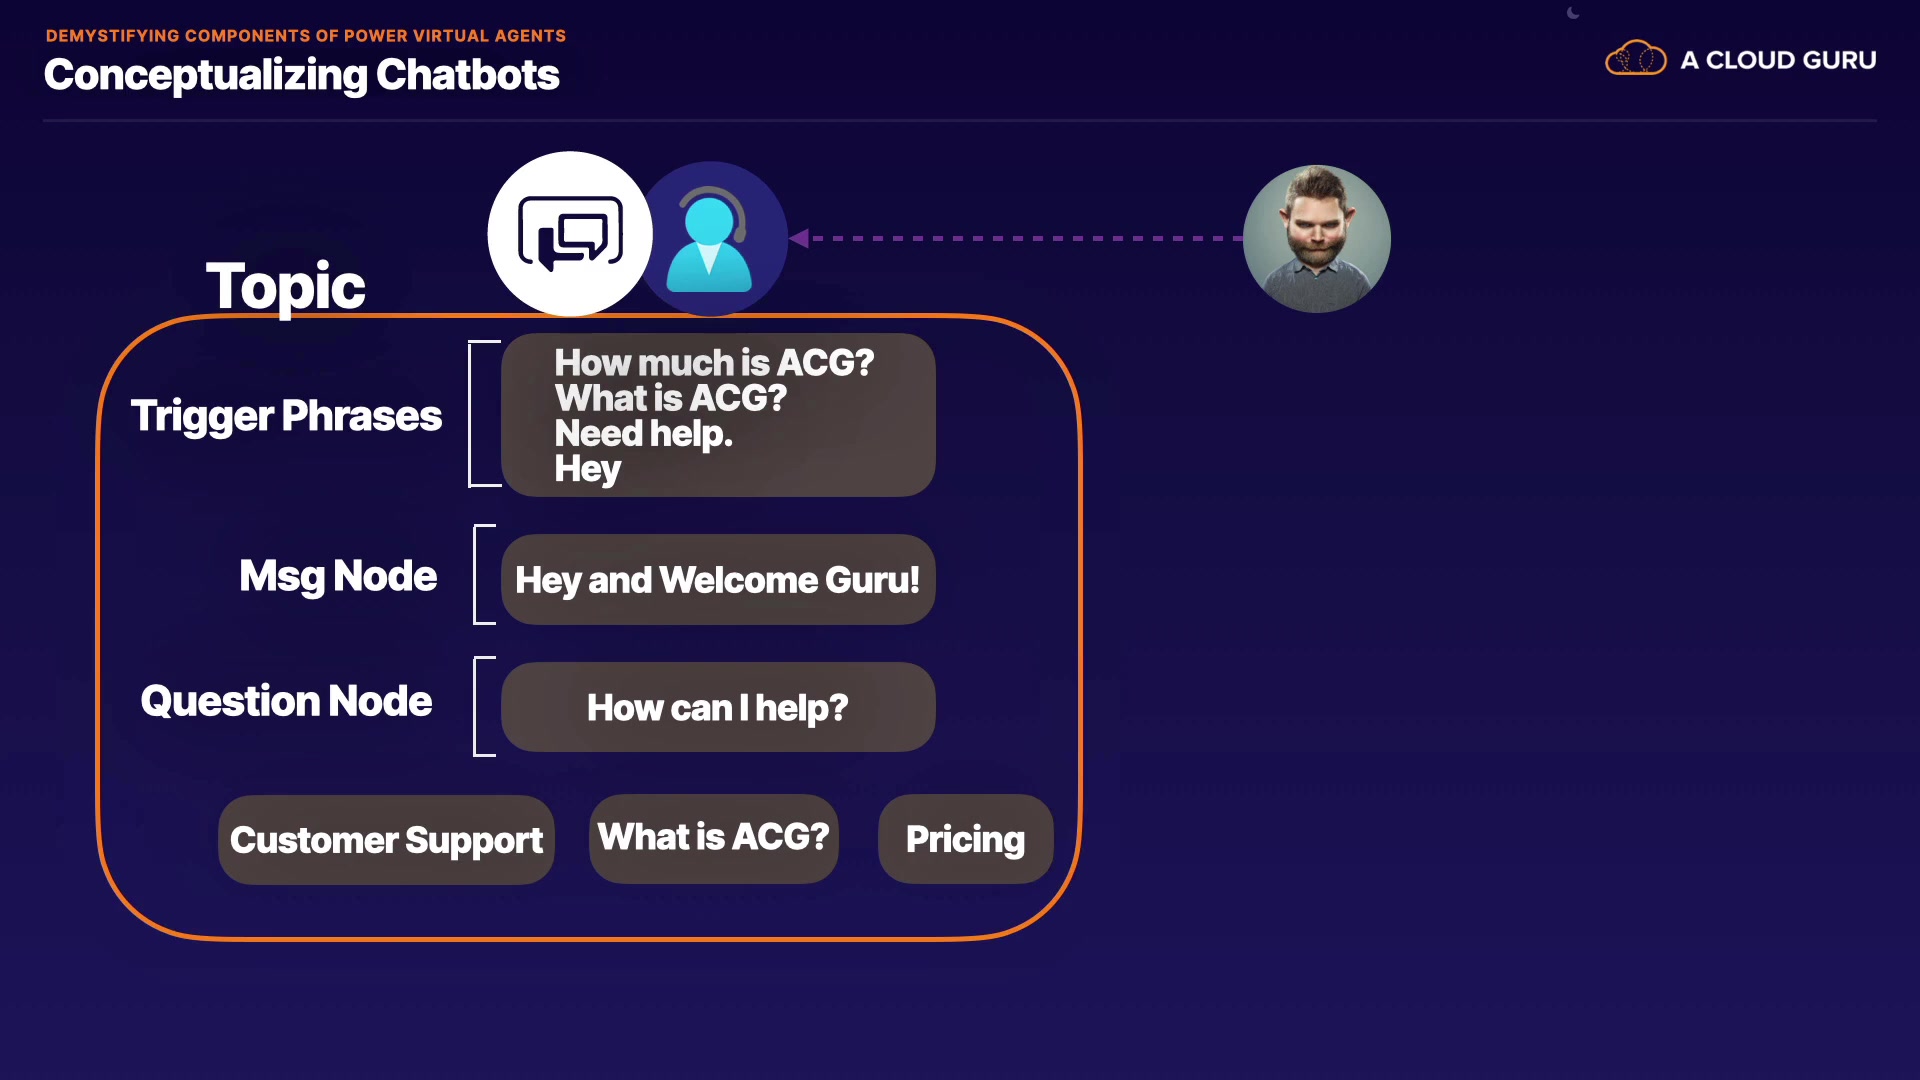 DEMYSTIFYING COMPONENTS OF POWER VIRTUAL AGENTS
Conceptualizing Chatbots
A CLOUD GURU
Topic
Trigger Phrases
How much is ACG?
What is ACG?
Need help.
Hey
Msg Node
Hey and Welcome Guru!
Question Node
How can I help?
Customer Support
What is ACG?
Pricing